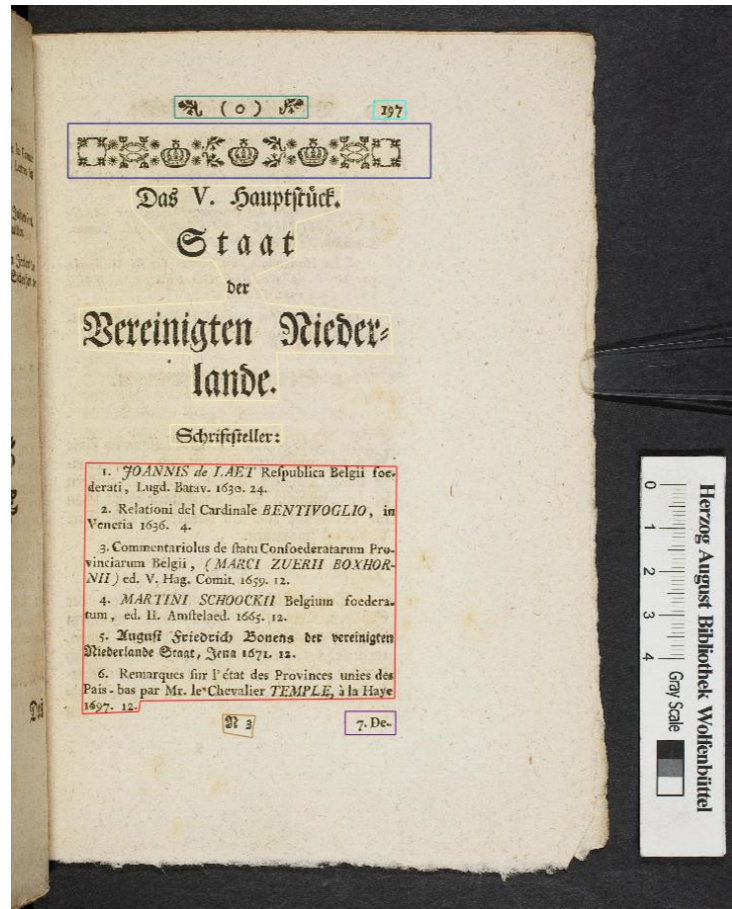 ( o )
197
Das V. Hauptſtück.
Staat
der
Vereinigten Nieder⸗
lande.
Schriftſteller:
1. JOANNIS de LAET Reſpublica Belgii foe-
derati, Lugd. Batav. 1630. 24.
2. Relationi del Cardinale BENTIVOGLIO, in
Venetia 1636. 4.
3. Commentariolus de ſtatu Confoederatarum Pro-
vinciarum Belgii, (MARCI ZUERII BOXHOR-
NII) ed. V. Hag. Comit. 1659. 12.
4. MARTINI SCHOOCKII Belgium foedera-
tum, ed. II. Amſtelaed. 1665. 12.
5. Auguſt Friedrich Bonens der vereinigten
Niederlande Staat, Jena 1671. 12.
6. Remarques ſur l'état des Provinces unies des
Pais-bas par Mr. le Chevalier TEMPLE, à la Haye
1697. 12.
N 3
7. De-
Herzog August Bibliothek Wolfenbüttel
Gray Scale
0
1
2
3
4